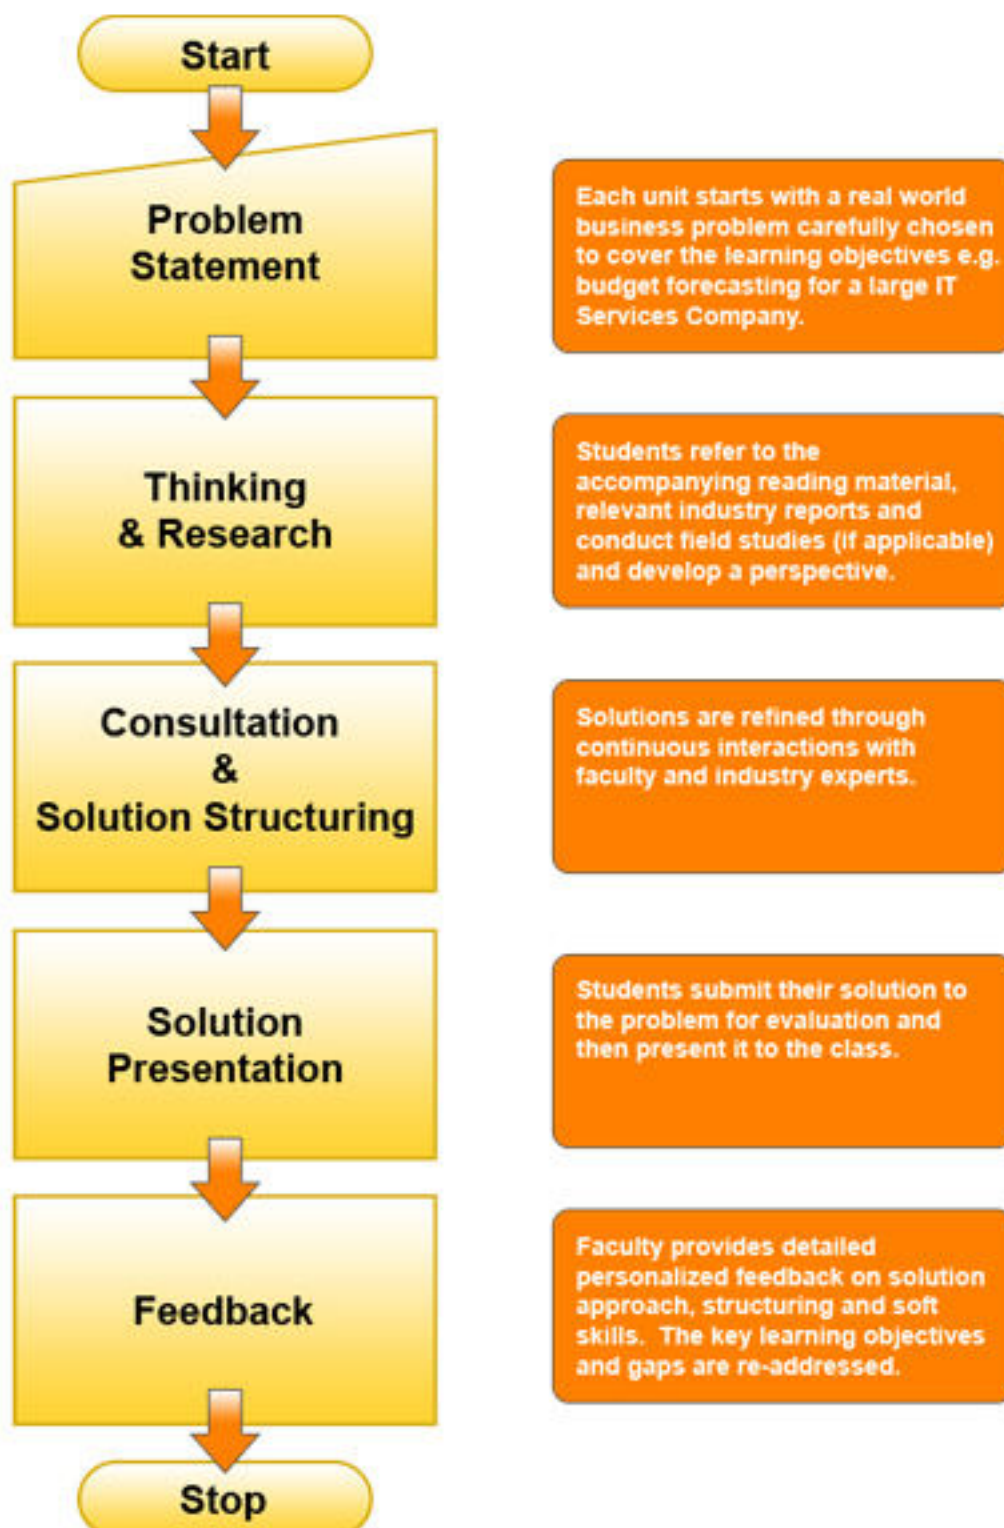 Start
Problem
Statement
Each unit starts with a real world
business problem carefully chosen
to cover the learning objectives e.g.
budget forecasting for a large IT
Services Company.
Thinking
& Research
Students refer to the
accompanying reading material,
relevant industry reports and
conduct field studies (if applicable)
and develop a perspective.
Consultation
&
Solution Structuring
Solutions are refined through
continuous interactions with
faculty and industry experts.
Solution
Presentation
Students submit their solution to
the problem for evaluation and
then present it to the class.
Feedback
Faculty provides detailed
personalized feedback on solution
approach, structuring and soft
skills.  The key learning objectives
and gaps are re-addressed.
Stop